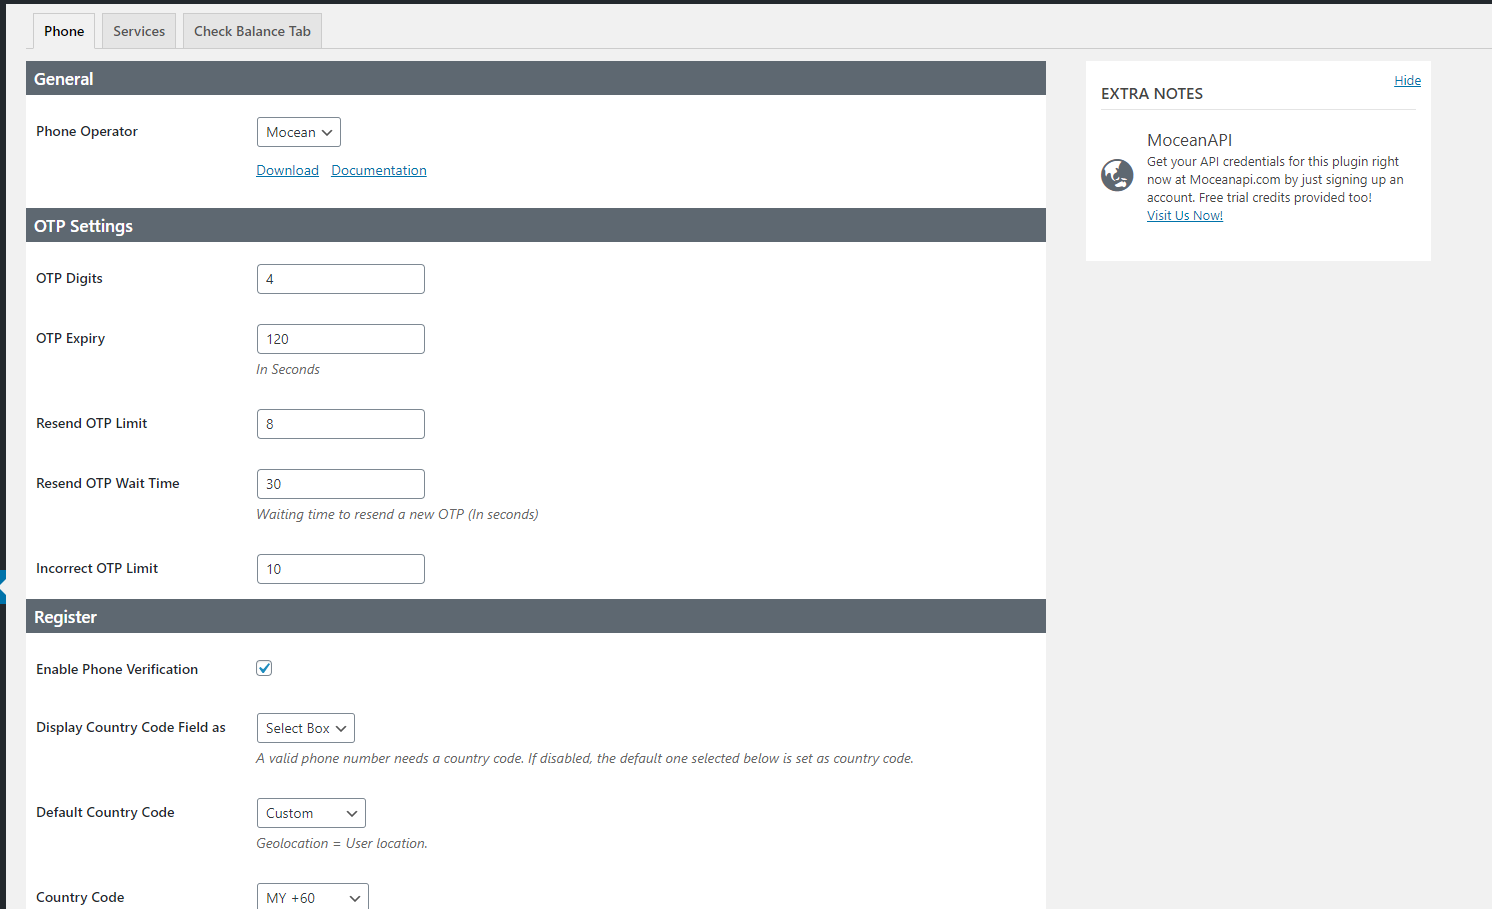 Phone
Services
Check Balance Tab
General
Phone Operator
Mocean
Download Documentation
OTP Settings
OTP Digits
4
OTP Expiry
120
In Seconds
Resend OTP Limit
8
Resend OTP Wait Time
30
Waiting time to resend a new OTP (In seconds)
Incorrect OTP Limit
10
Register
Enable Phone Verification
Display Country Code Field as
Select Box
A valid phone number needs a country code. If disabled, the default one selected below is set as country code.
Default Country Code
Custom
Geolocation = User location.
Country Code
MY +60
Hide
EXTRA NOTES
MoceanAPI
Get your API credentials for this plugin right
now at Moceanapi.com by just signing up an
account. Free trial credits provided too!
Visit Us Now!